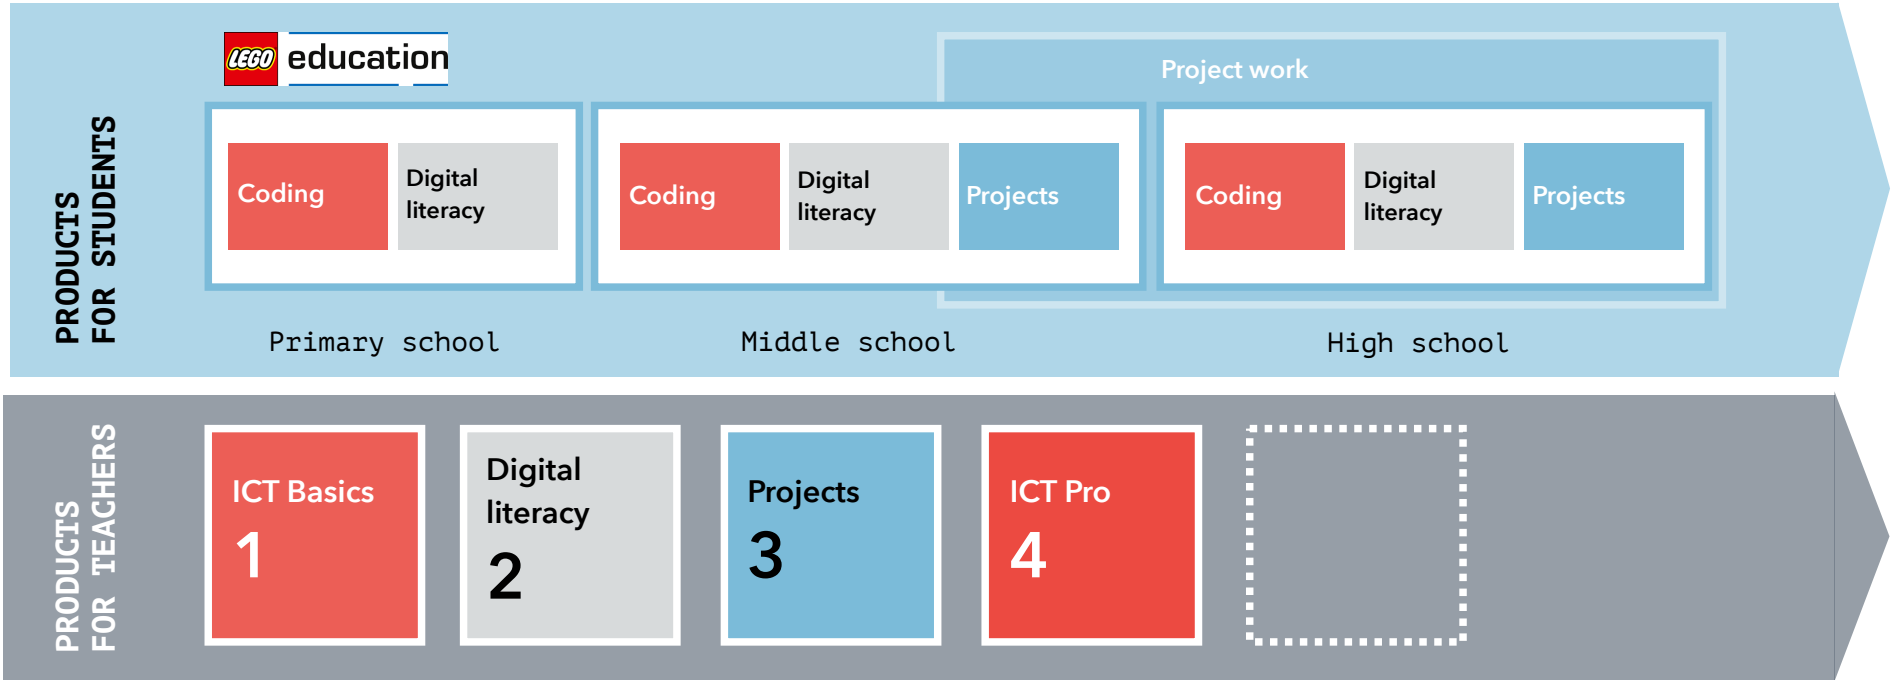 LEGO education
Project work
PRODUCTS
FOR STUDENTS
Coding
Digital
literacy
Coding
Digital
literacy
Projects
Coding
Digital
literacy
Projects
Primary school
Middle school
High school
PRODUCTS
FOR TEACHERS
ICT Basics
1
Digital
literacy
2
Projects
3
ICT Pro
4